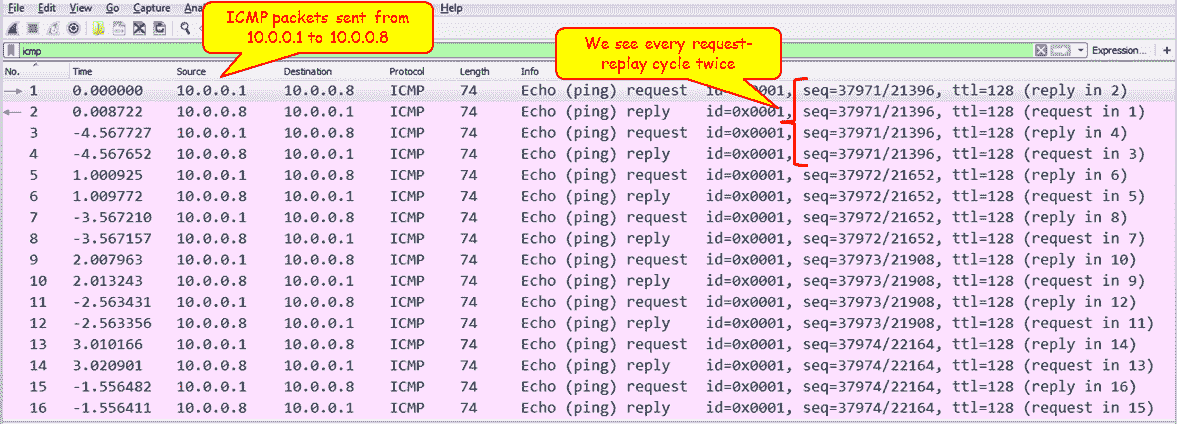 File Edit View Go Capture Help
ICMP packets sent from
10.0.0.1 to 10.0.0.8
icmp
Expression...
+
We see every request-
replay cycle twice
No. Time Source Destination Protocol Length Info
1 0.000000 10.0.0.1 10.0.0.8 ICMP 74 Echo (ping) request id=0x0001, seq=37971/21396, ttl=128 (reply in 2)
2 0.008722 10.0.0.8 10.0.0.1 ICMP 74 Echo (ping) reply id=0x0001, seq=37971/21396, ttl=128 (request in 1)
3 -4.567727 10.0.0.1 10.0.0.8 ICMP 74 Echo (ping) request id=0x0001, seq=37971/21396, ttl=128 (reply in 4)
4 -4.567652 10.0.0.8 10.0.0.1 ICMP 74 Echo (ping) reply id=0x0001, seq=37971/21396, ttl=128 (request in 3)
5 1.000925 10.0.0.1 10.0.0.8 ICMP 74 Echo (ping) request id=0x0001, seq=37972/21652, ttl=128 (reply in 6)
6 1.009772 10.0.0.8 10.0.0.1 ICMP 74 Echo (ping) reply id=0x0001, seq=37972/21652, ttl=128 (request in 5)
7 -3.567210 10.0.0.1 10.0.0.8 ICMP 74 Echo (ping) request id=0x0001, seq=37972/21652, ttl=128 (reply in 8)
8 -3.567157 10.0.0.8 10.0.0.1 ICMP 74 Echo (ping) reply id=0x0001, seq=37972/21652, ttl=128 (request in 7)
9 2.007963 10.0.0.1 10.0.0.8 ICMP 74 Echo (ping) request id=0x0001, seq=37973/21908, ttl=128 (reply in 10)
10 2.013243 10.0.0.8 10.0.0.1 ICMP 74 Echo (ping) reply id=0x0001, seq=37973/21908, ttl=128 (request in 9)
11 -2.563431 10.0.0.1 10.0.0.8 ICMP 74 Echo (ping) request id=0x0001, seq=37973/21908, ttl=128 (reply in 12)
12 -2.563356 10.0.0.8 10.0.0.1 ICMP 74 Echo (ping) reply id=0x0001, seq=37973/21908, ttl=128 (request in 11)
13 3.010166 10.0.0.1 10.0.0.8 ICMP 74 Echo (ping) request id=0x0001, seq=37974/22164, ttl=128 (reply in 14)
14 3.020901 10.0.0.8 10.0.0.1 ICMP 74 Echo (ping) reply id=0x0001, seq=37974/22164, ttl=128 (request in 13)
15 -1.556482 10.0.0.1 10.0.0.8 ICMP 74 Echo (ping) request id=0x0001, seq=37974/22164, ttl=128 (reply in 16)
16 -1.556411 10.0.0.8 10.0.0.1 ICMP 74 Echo (ping) reply id=0x0001, seq=37974/22164, ttl=128 (request in 15)